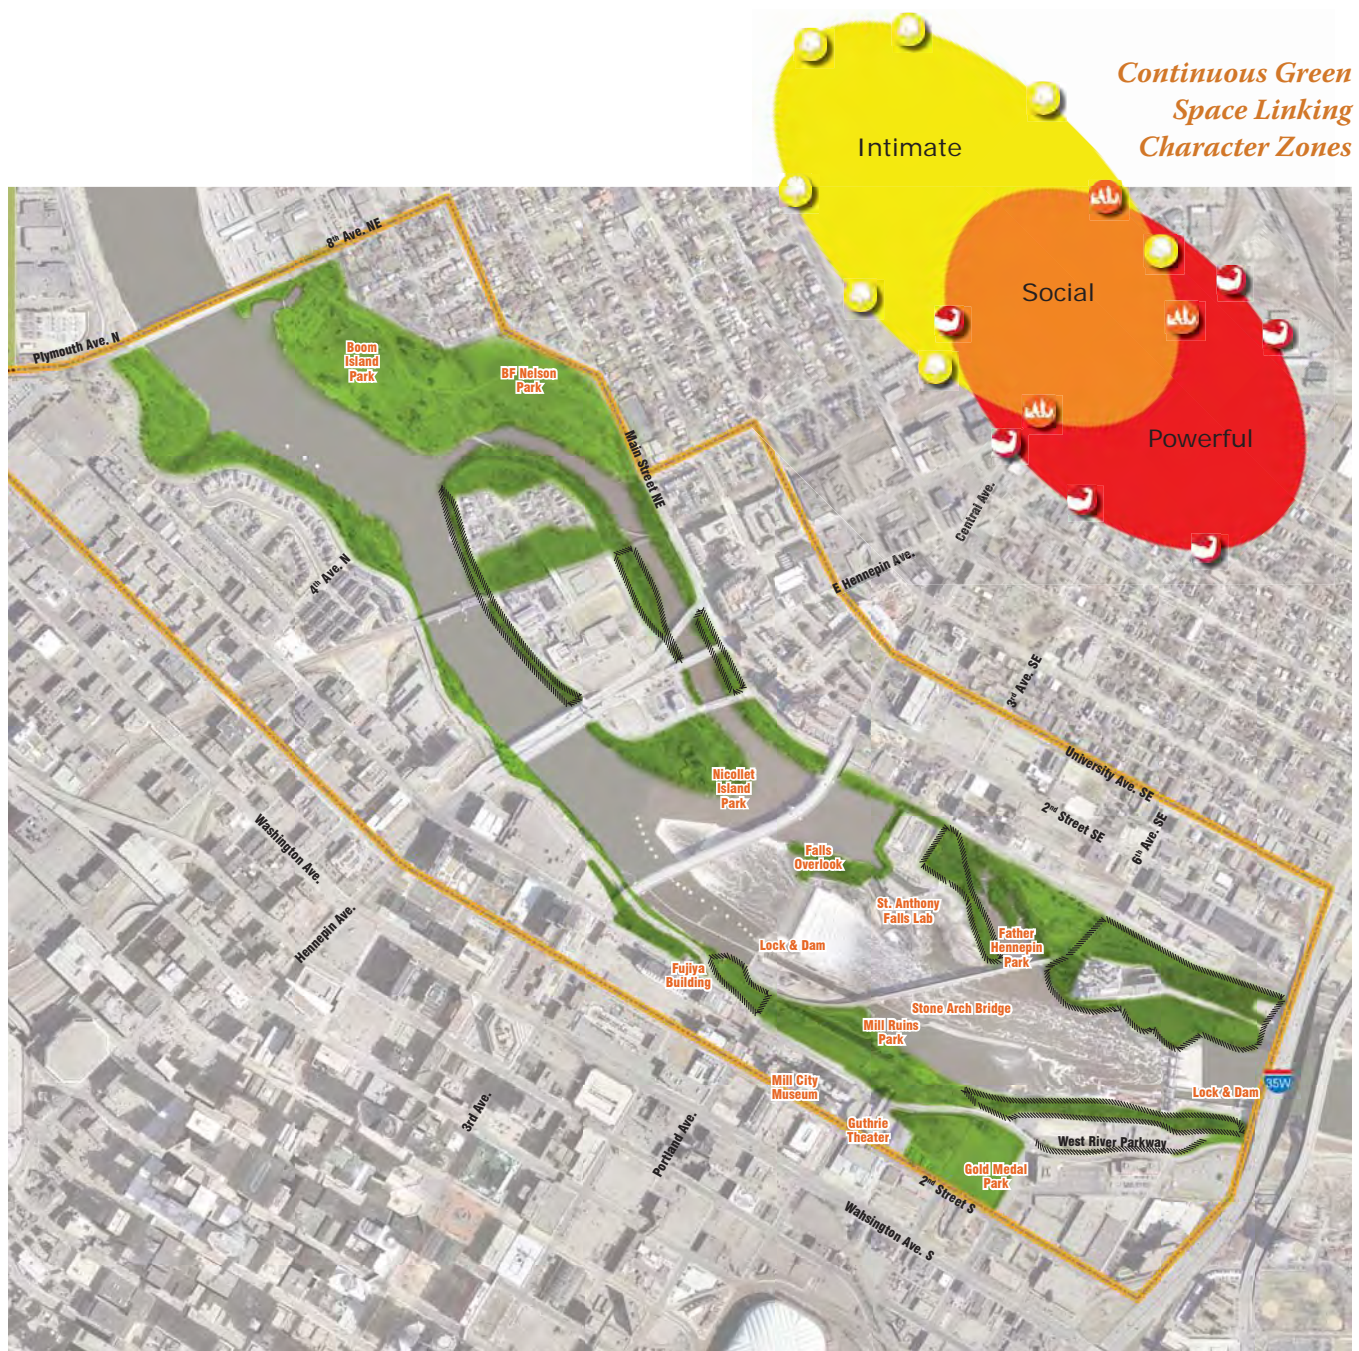 Continuous Green
Space Linking
Character Zones
Intimate
Social
Powerful
8th Ave. NE
Plymouth Ave. N
Boom
Island
Park
BF Nelson
Park
Main Street NE
Central Ave.
E Hennepin Ave.
4th Ave. N
3rd Ave. SE
University Ave. SE
2nd Street SE
6th Ave. SE
Nicollet
Island
Park
Washington Ave.
Hennepin Ave.
Falls
Overlook
St. Anthony
Falls Lab
Father
Hennepin
Park
Lock & Dam
Fujiya
Building
Stone Arch Bridge
Mill Ruins
Park
Mill City
Museum
Lock & Dam
35W
3rd Ave.
Portland Ave.
Guthrie
Theater
West River Parkway
Gold Medal
Park
2nd Street S
Wahsington Ave. S